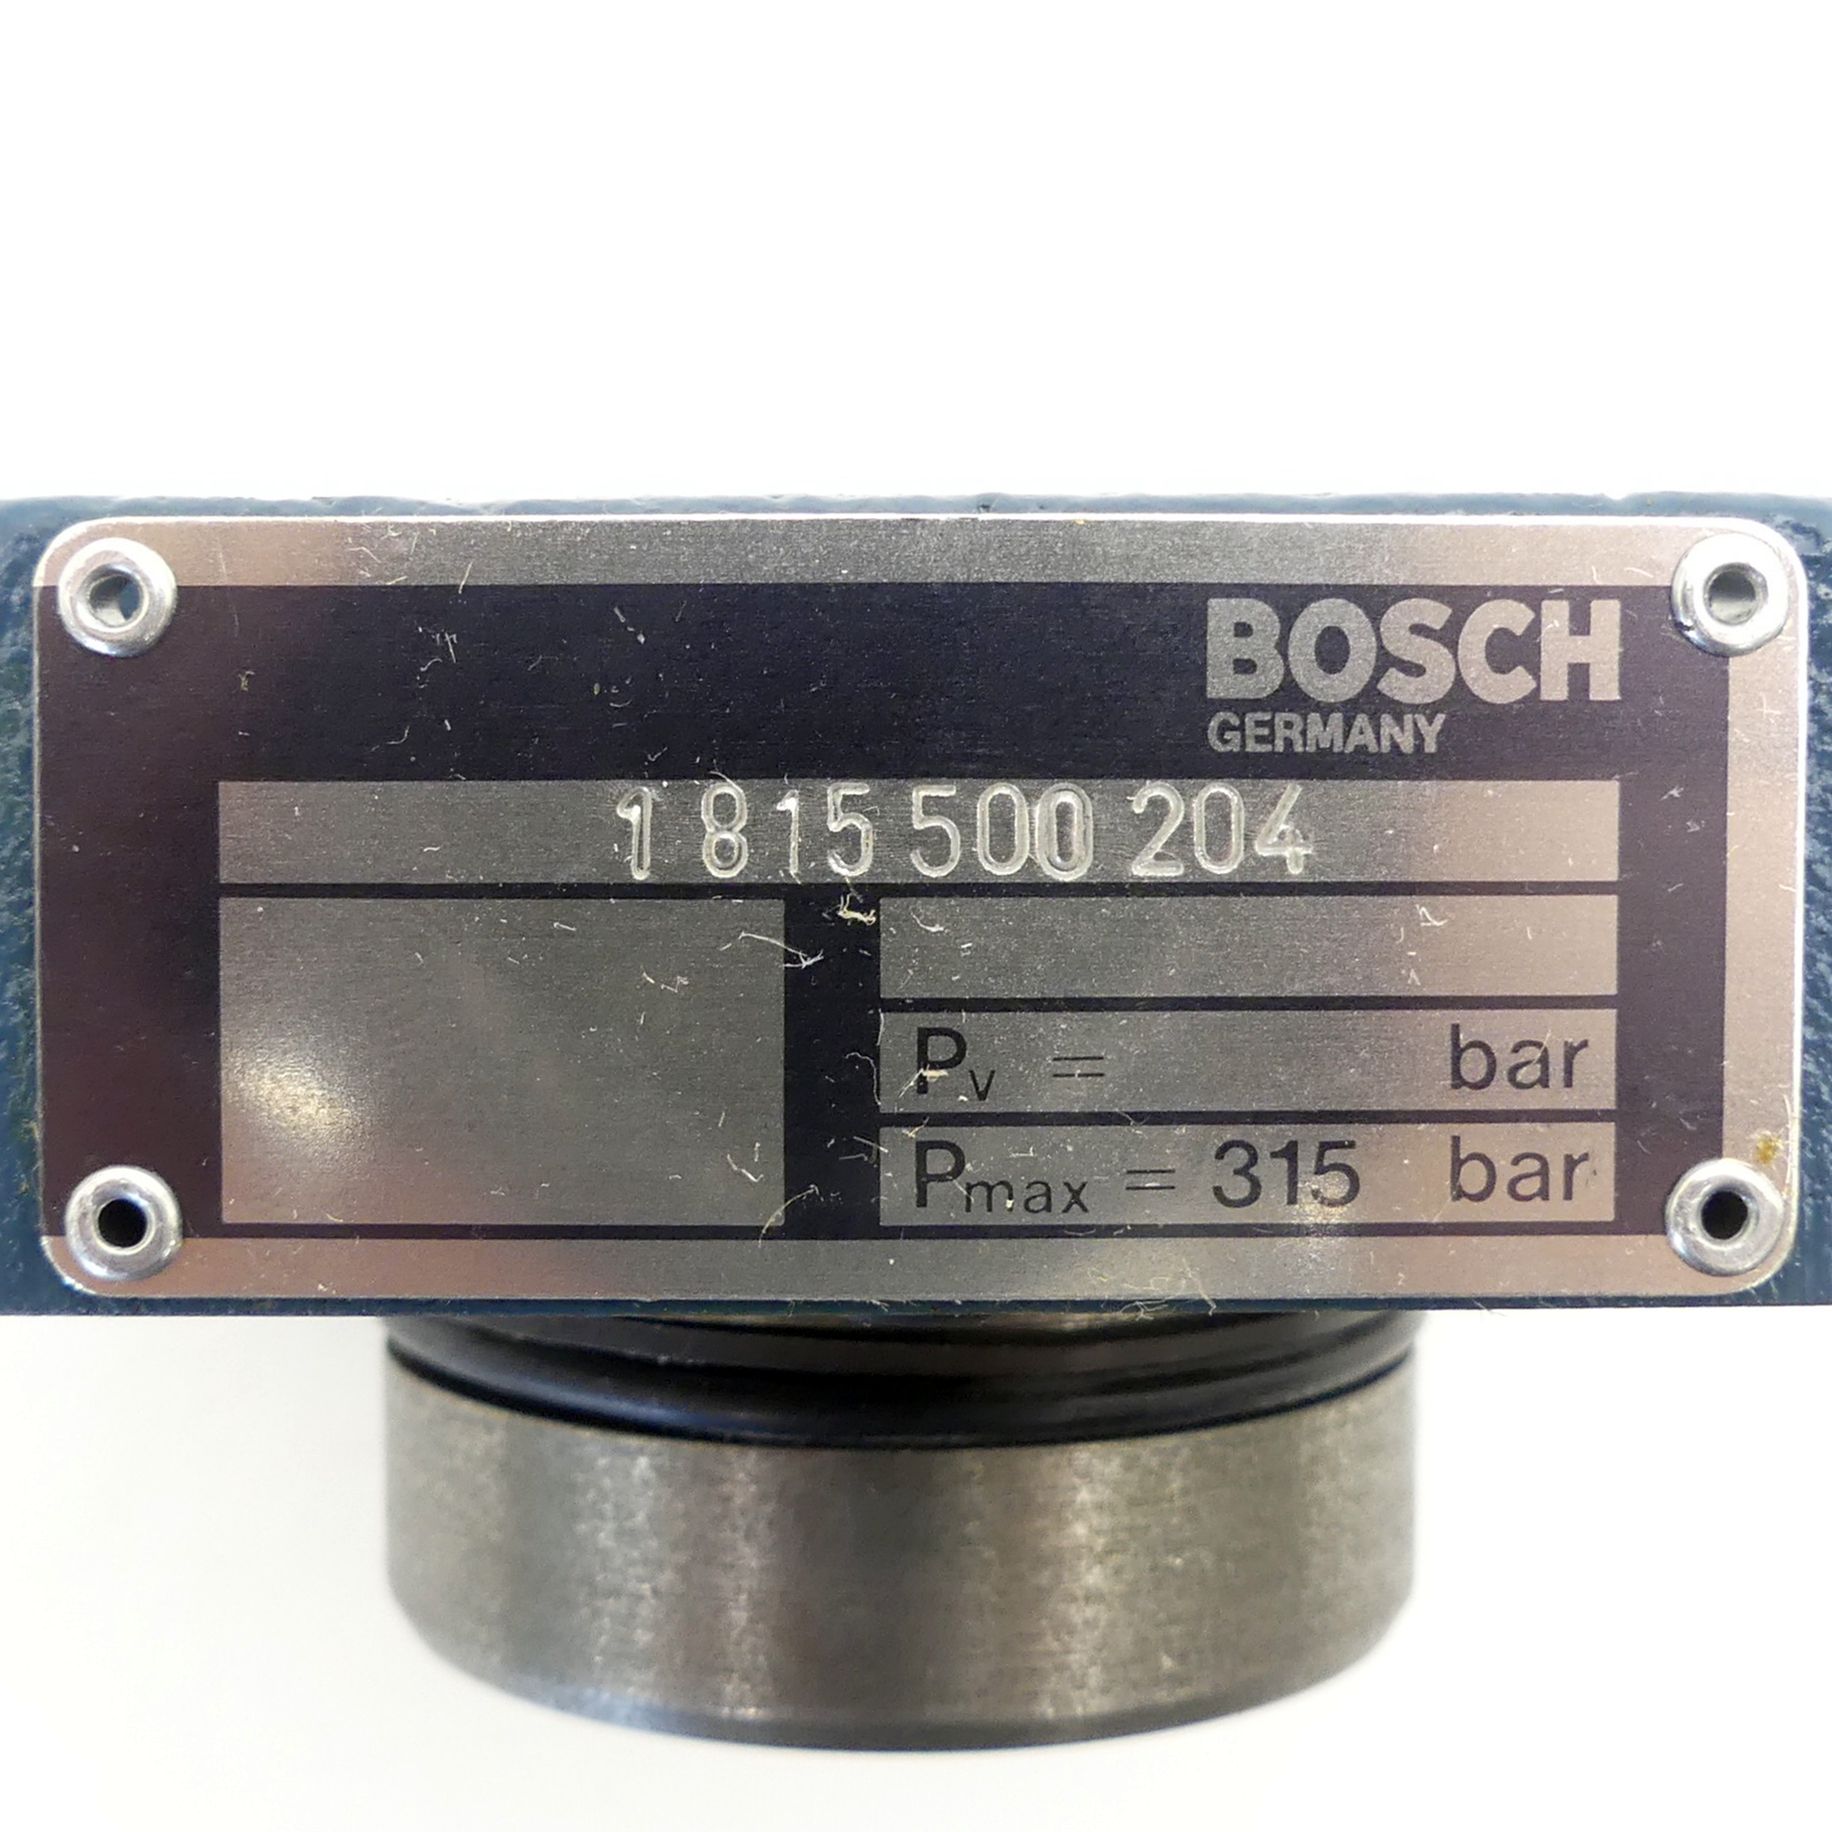 BOSCH
GERMANY
1 815 500 204
Pv = bar
Pmax = 315 bar